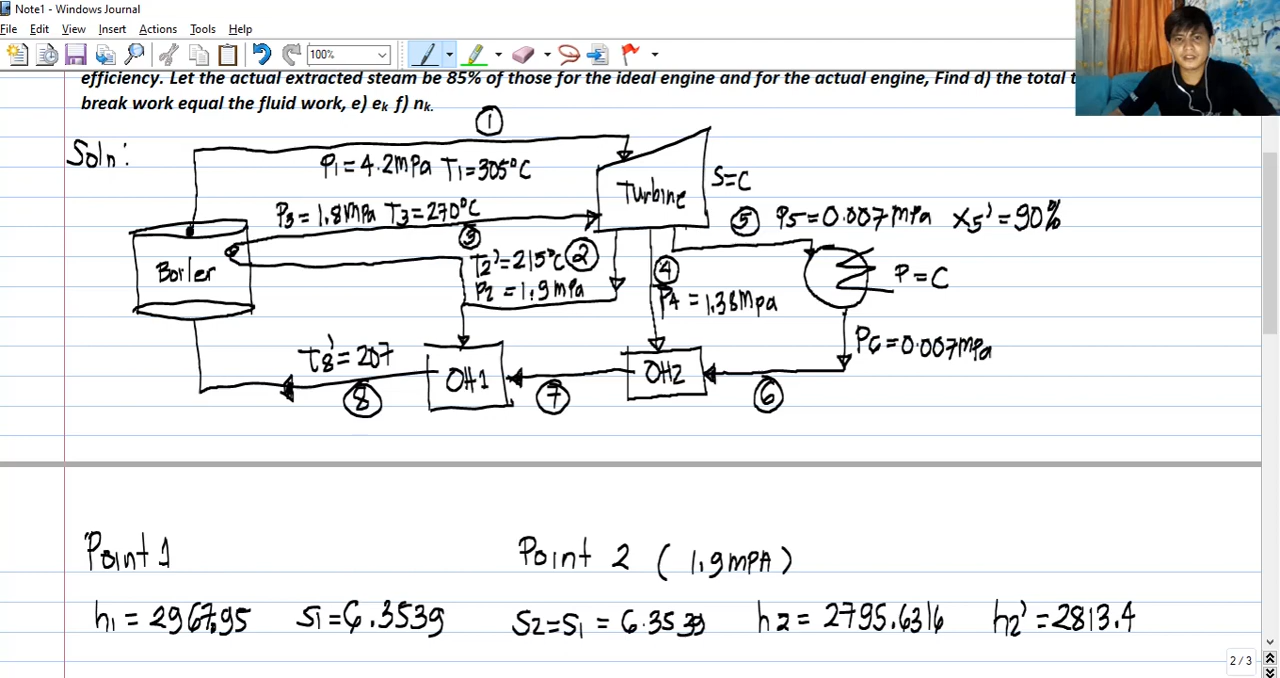 Note1 - Windows Journal
File Edit View Insert Actions Tools Help
100%
efficiency. Let the actual extracted steam be 85% of those for the ideal engine and for the actual engine, Find d) the total t
break work equal the fluid work, e) ek f) nk.
Soln:
1
P1 = 4.2mPa T1=305°C
Turbine
S=C
P3 = 1.8mPa T3=270°C
5 P5=0.007mPa X5' = 90%
3
Boiler
T2'=215°C 2
P2 = 1.9mPa
4
P4 = 1.38mPa
P = C
P6=0.007mPa
T8' = 207
OH1
OH2
8
7
6
Point 1
Point 2 ( 1.9mPA )
h1 = 2967.95 S1=6.3539 S2=S1 = 6.3539 h2 = 2795.6316 h2' = 2813.4
2 / 3